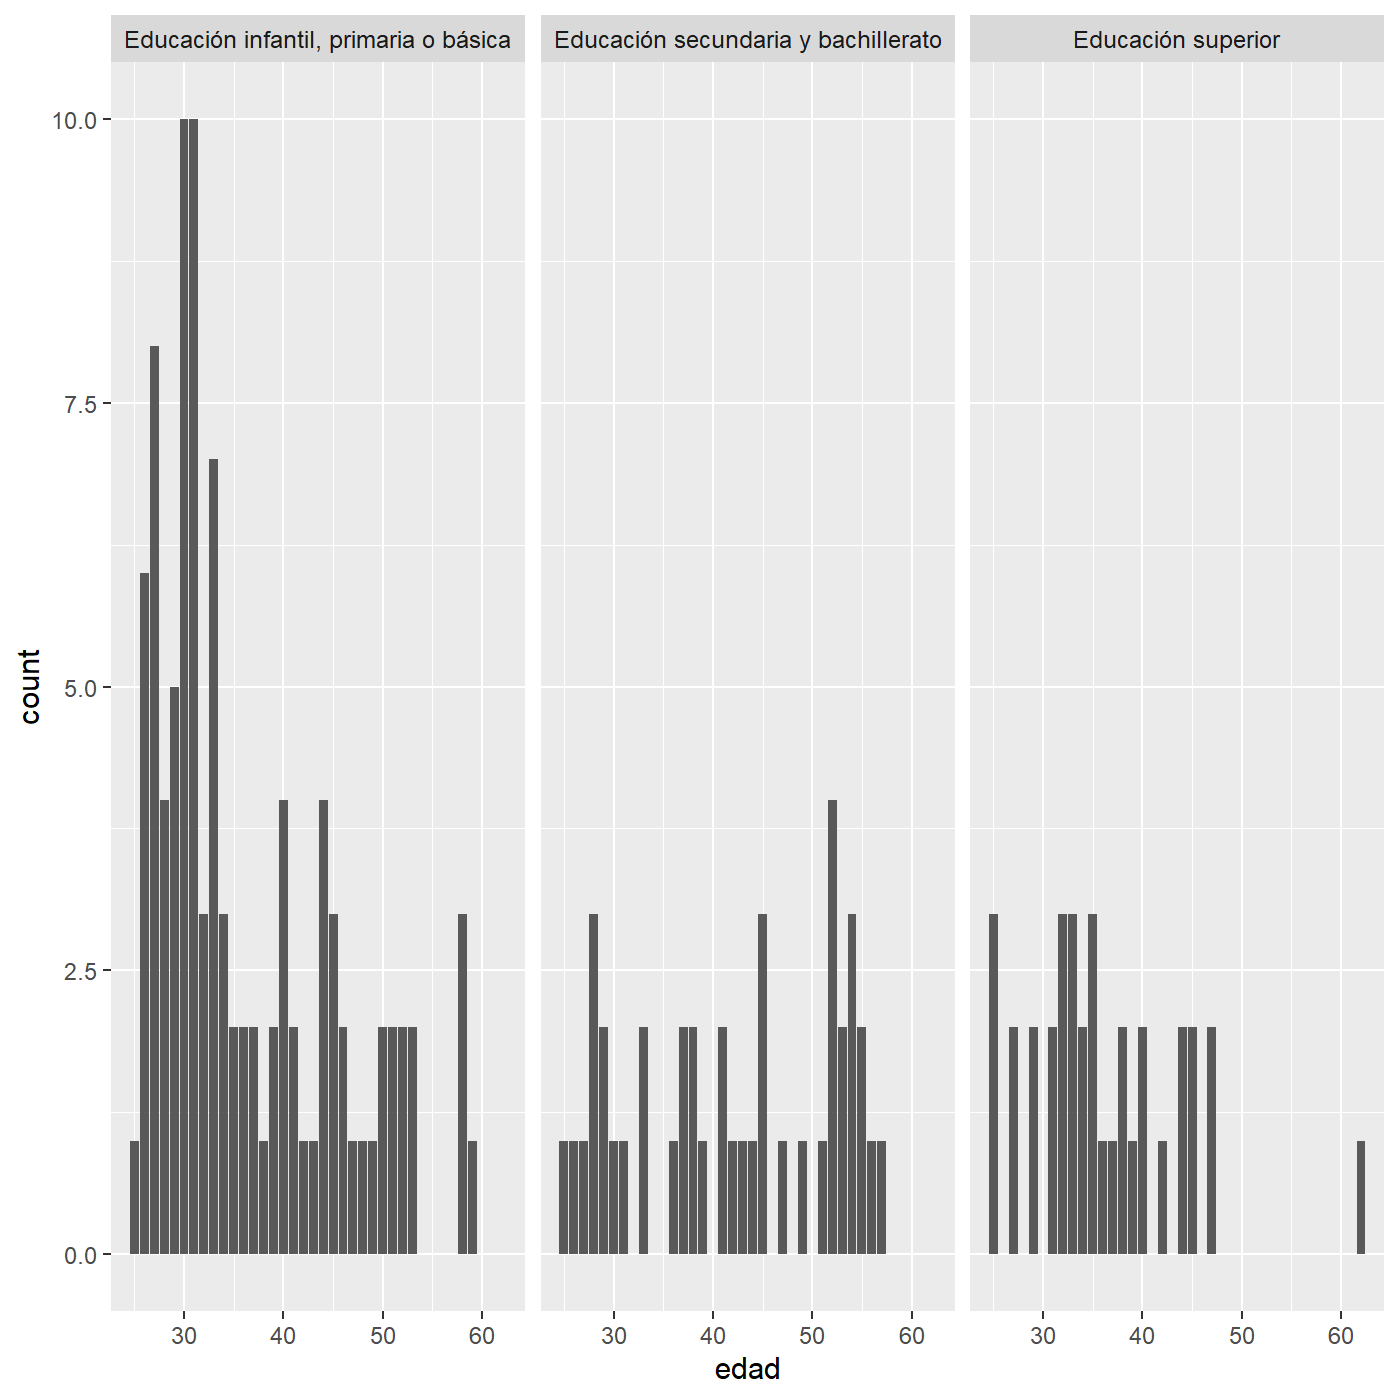 Educación infantil, primaria o básica
Educación secundaria y bachillerato
Educación superior
10.0
7.5
5.0
2.5
0.0
count
30 40 50 60
30 40 50 60
30 40 50 60
edad